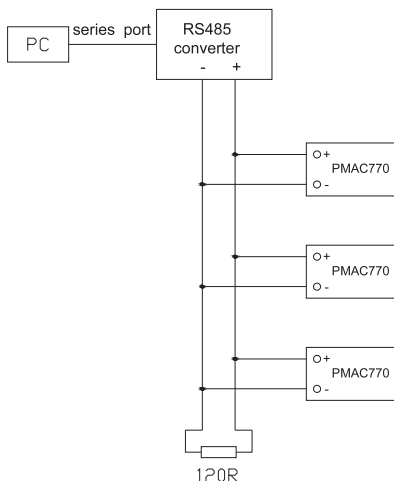 PC
series port
RS485
converter
- +
+
PMAC770
-
+
PMAC770
-
+
PMAC770
-
120R